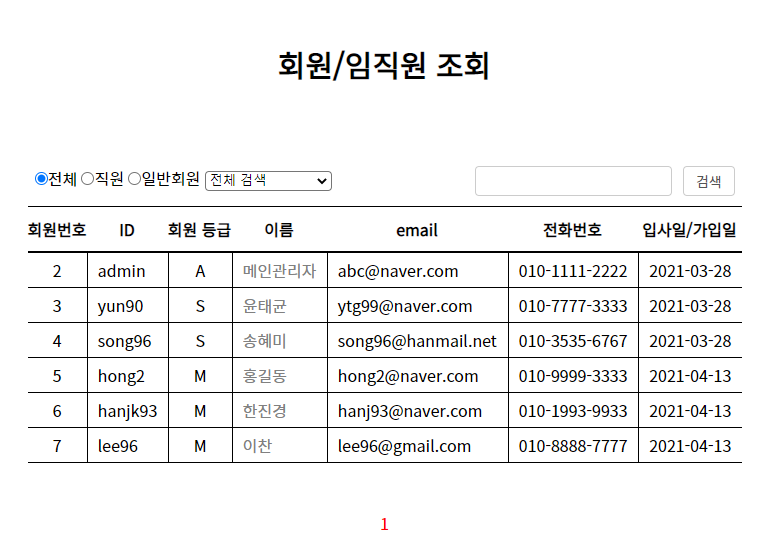 회원/임직원 조회
전체 직원 일반회원 전체 검색 검색
회원번호 ID 회원 등급 이름 email 전화번호 입사일/가입일
2 admin A 메인관리자 abc@naver.com 010-1111-2222 2021-03-28
3 yun90 S 윤태균 ytg99@naver.com 010-7777-3333 2021-03-28
4 song96 S 송혜미 song96@hanmail.net 010-3535-6767 2021-03-28
5 hong2 M 홍길동 hong2@naver.com 010-9999-3333 2021-04-13
6 hanjk93 M 한진경 hanj93@naver.com 010-1993-9933 2021-04-13
7 lee96 M 이찬 lee96@gmail.com 010-8888-7777 2021-04-13
1